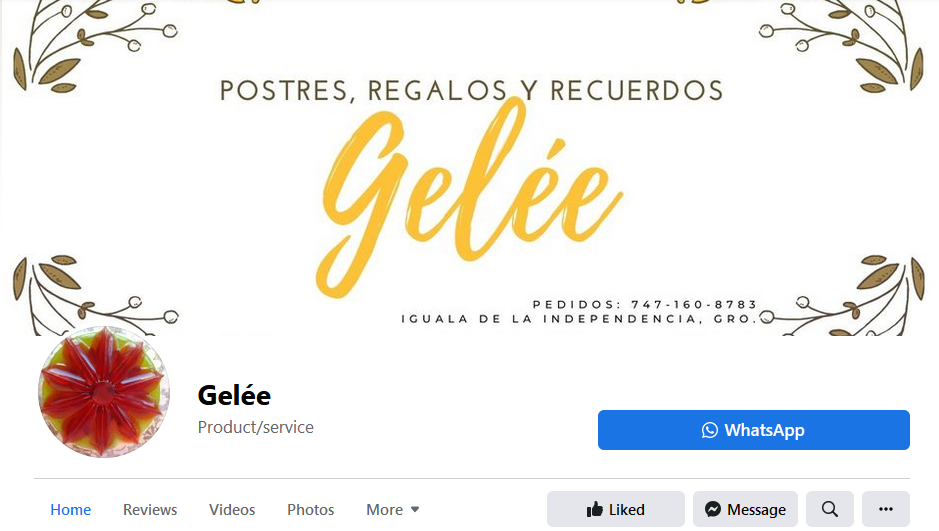 POSTRES, REGALOS Y RECUERDOS
Gelée
PEDIDOS: 747-160-8783
IGUALA DE LA INDEPENDENCIA, GRO.
Gelée
Product/service
WhatsApp
Home Reviews Videos Photos More Liked Message